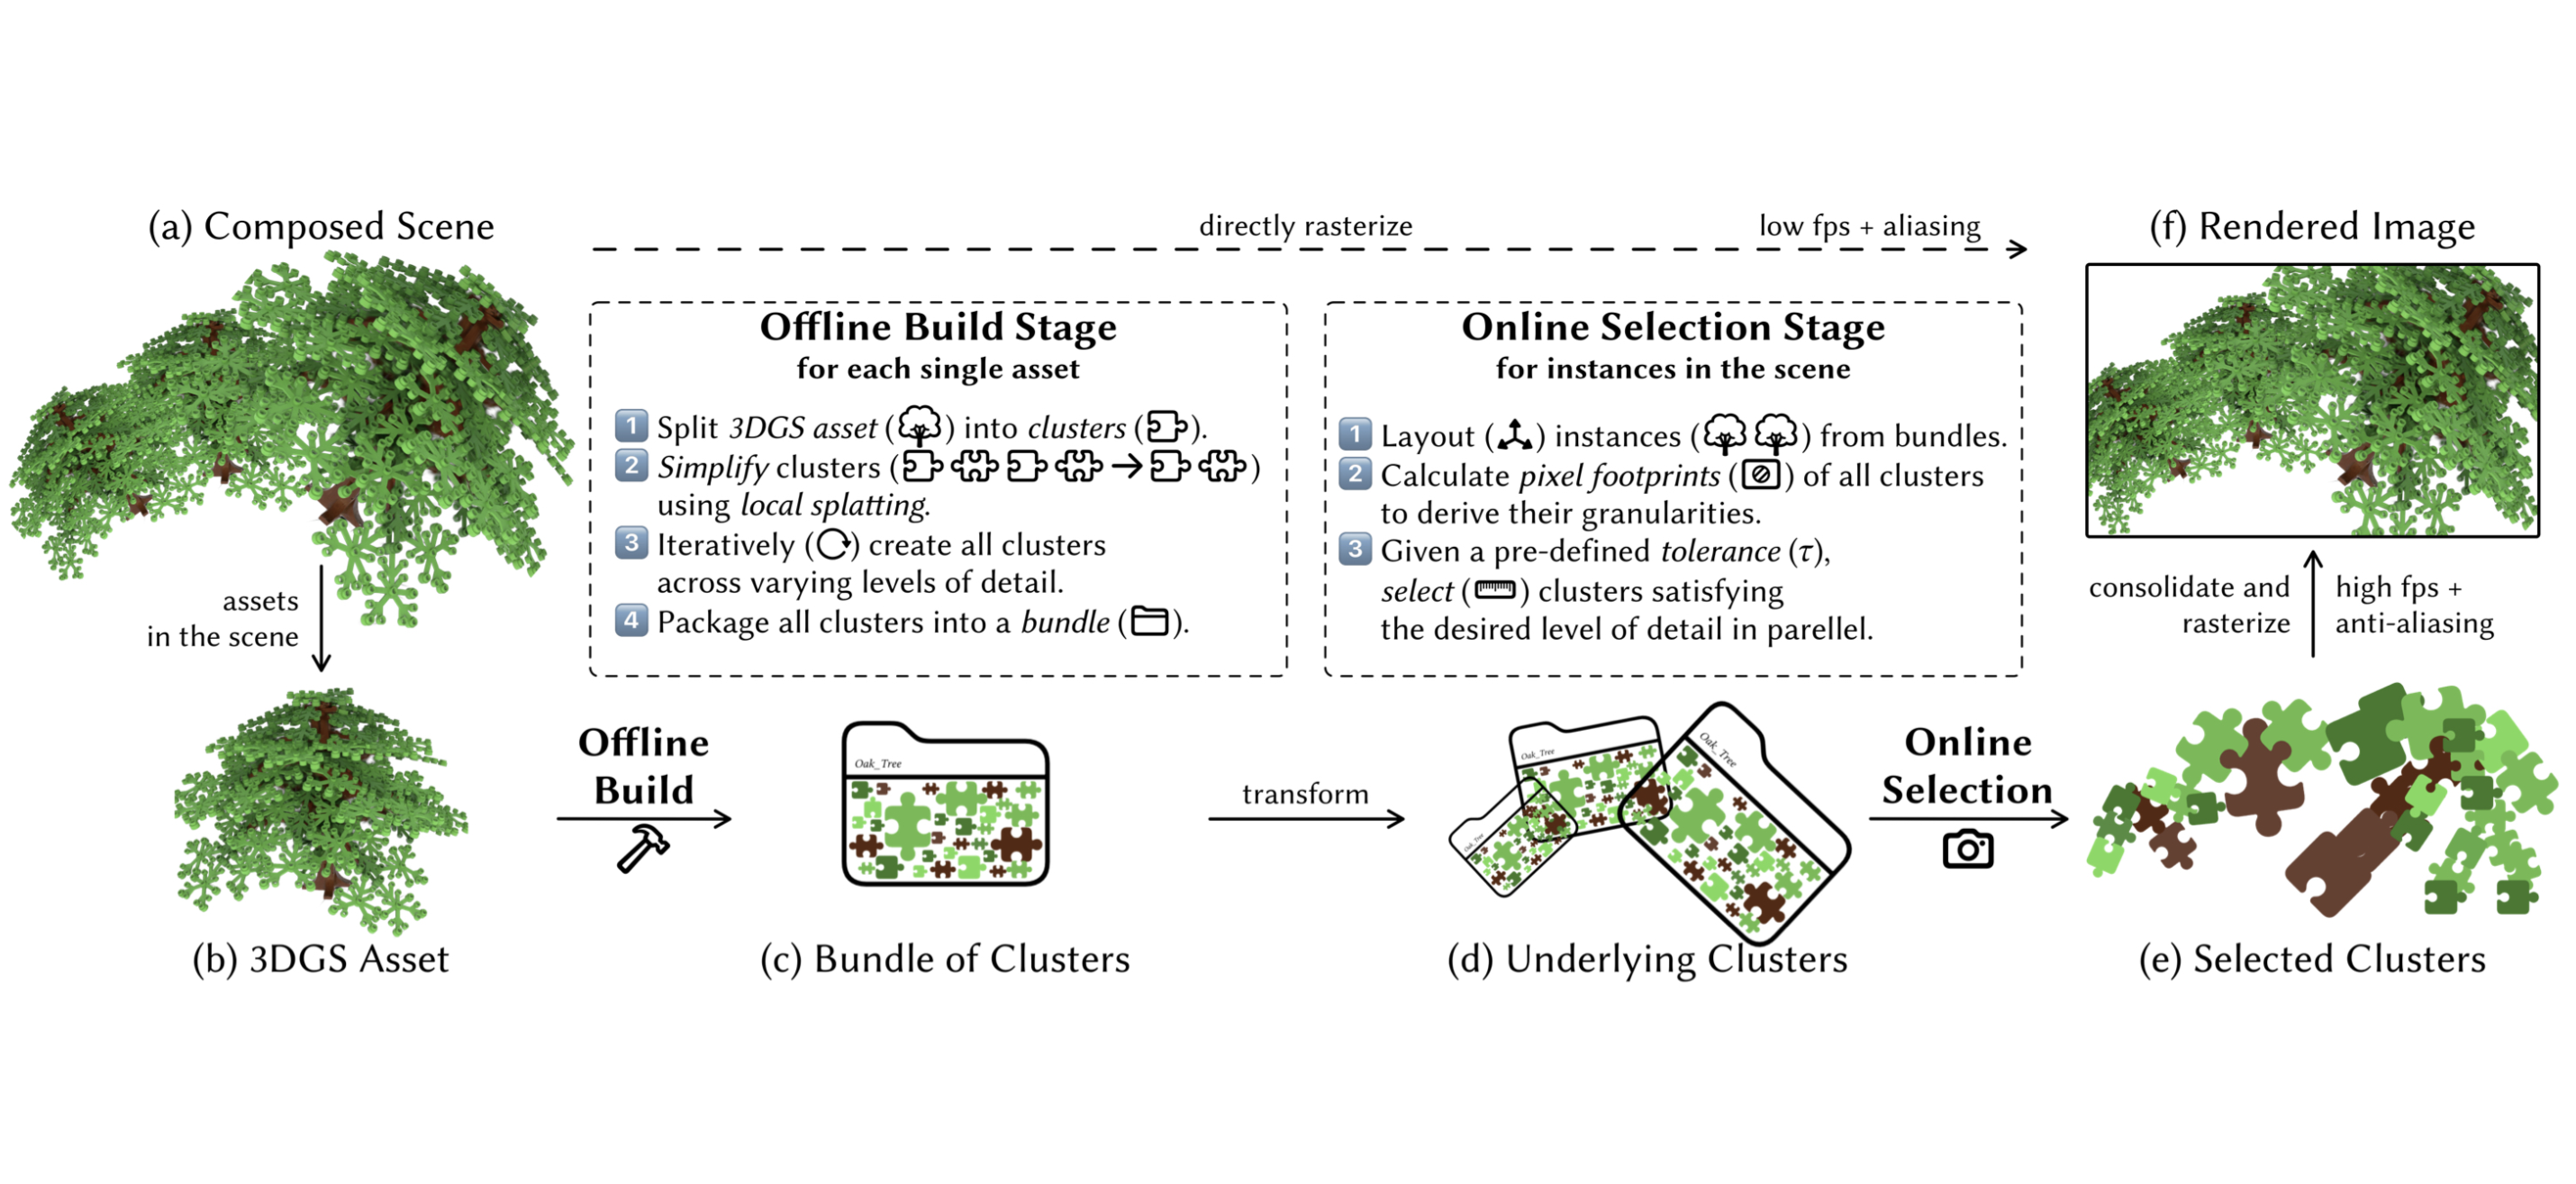 (a) Composed Scene
directly rasterize
low fps + aliasing
(f) Rendered Image
Offline Build Stage
for each single asset
1 Split 3DGS asset ( ) into clusters ( ).
2 Simplify clusters ( → )
using local splatting.
3 Iteratively ( ) create all clusters
across varying levels of detail.
4 Package all clusters into a bundle ( ).
Online Selection Stage
for instances in the scene
1 Layout ( ) instances ( ) from bundles.
2 Calculate pixel footprints ( ) of all clusters
to derive their granularities.
3 Given a pre-defined tolerance (τ),
select ( ) clusters satisfying
the desired level of detail in parellel.
assets
in the scene
consolidate and
rasterize
high fps +
anti-aliasing
Offline
Build
Oak_Tree
transform
Oak_Tree
Oak_Tree
Oak_Tree
Online
Selection
(b) 3DGS Asset
(c) Bundle of Clusters
(d) Underlying Clusters
(e) Selected Clusters